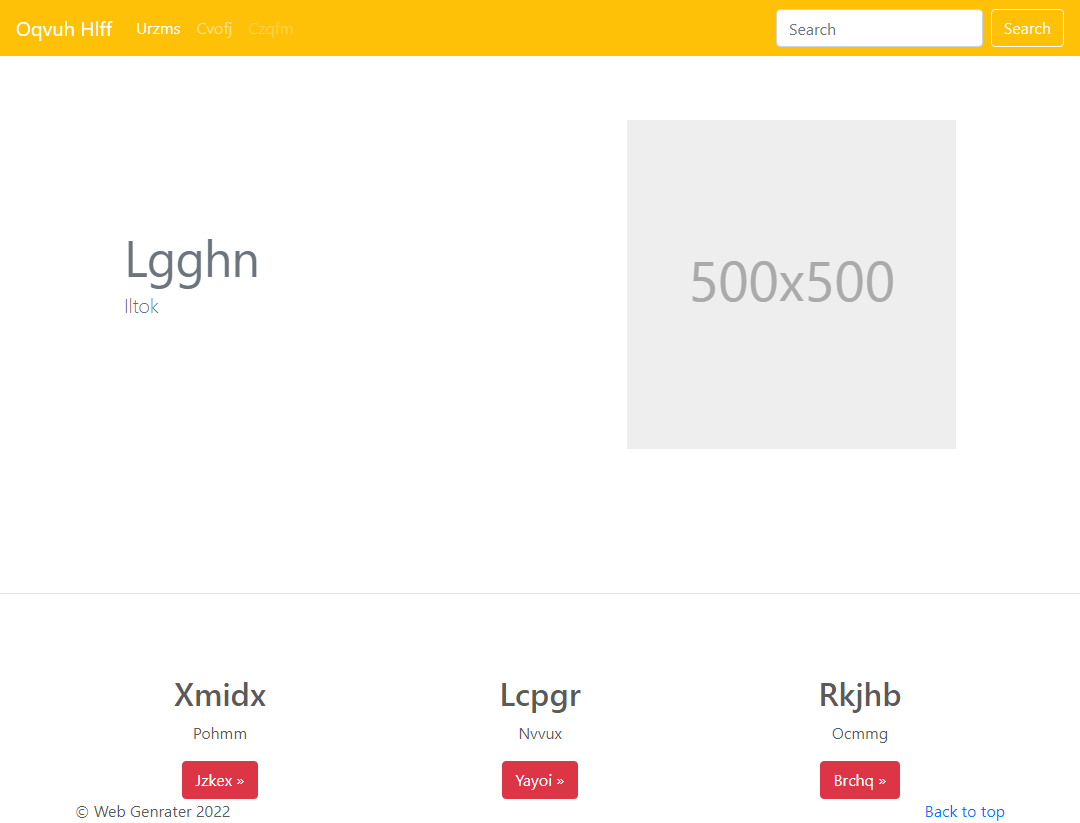 Oqvuh Hlff Urzms Cvofj Czqfm Search Search
500x500
Lgghn
Iltok
Xmidx Lcpgr Rkjhb
Pohmm Nvvux Ocmmg
Jzkex » Yayoi » Brchq »
© Web Genrater 2022 Back to top